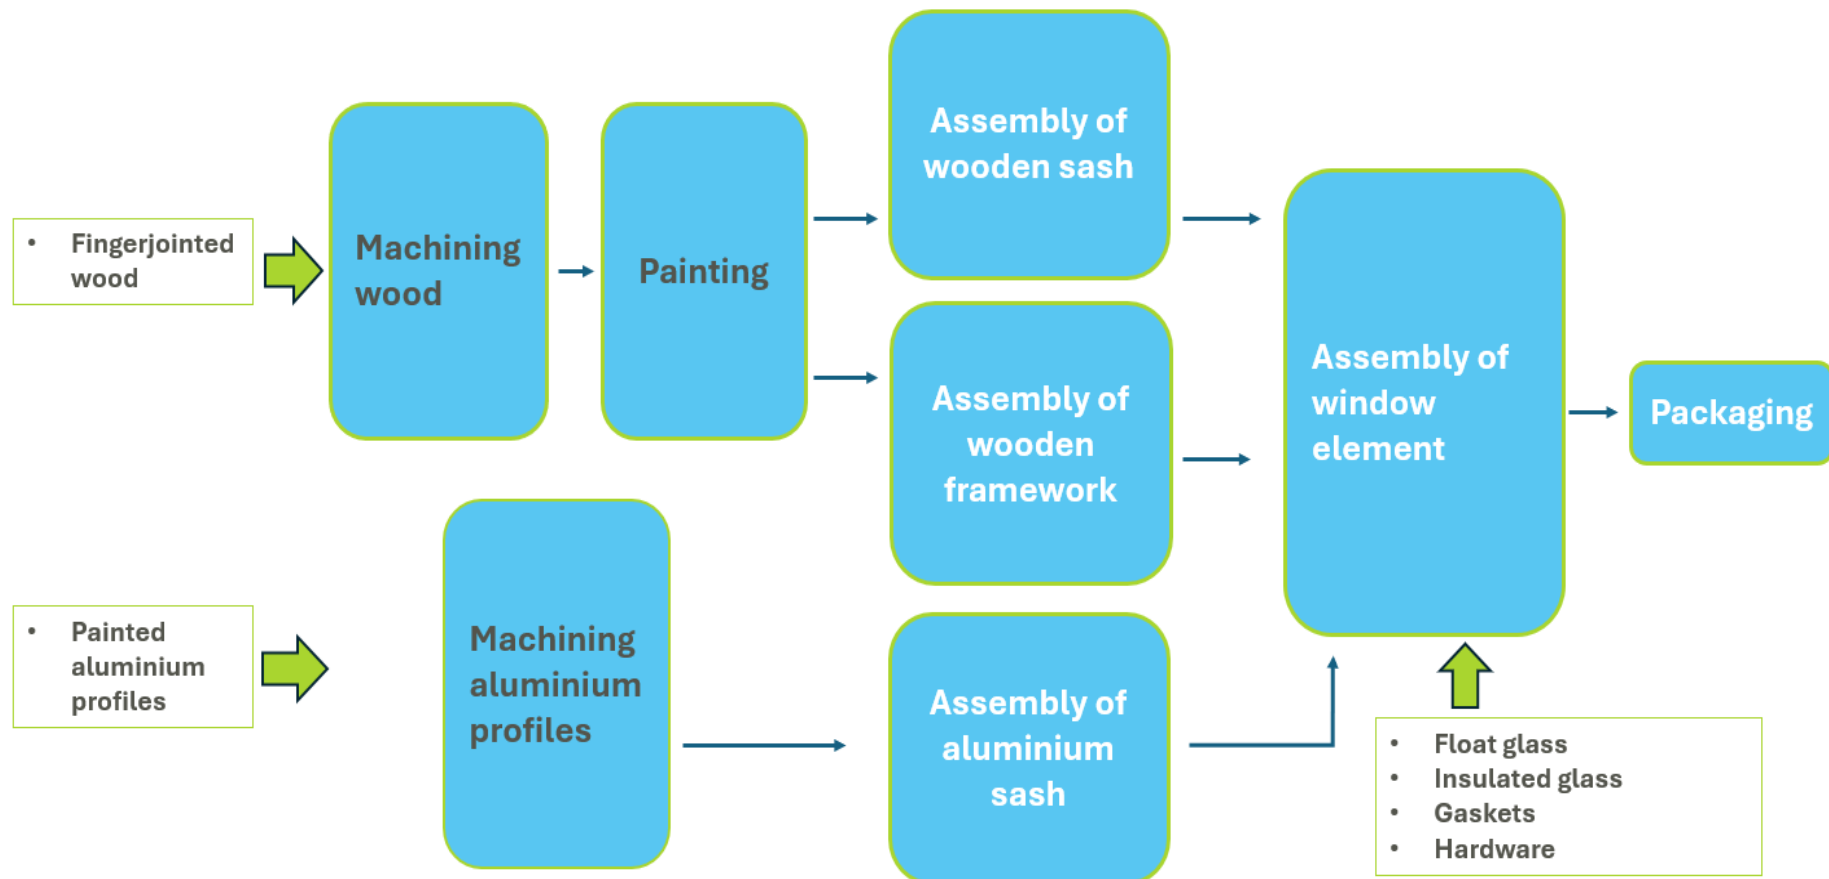 • Fingerjointed
wood
Machining
wood
Painting
Assembly of
wooden sash
Assembly of
wooden
framework
Assembly of
window
element
Packaging
• Painted
aluminium
profiles
Machining
aluminium
profiles
Assembly of
aluminium
sash
• Float glass
• Insulated glass
• Gaskets
• Hardware